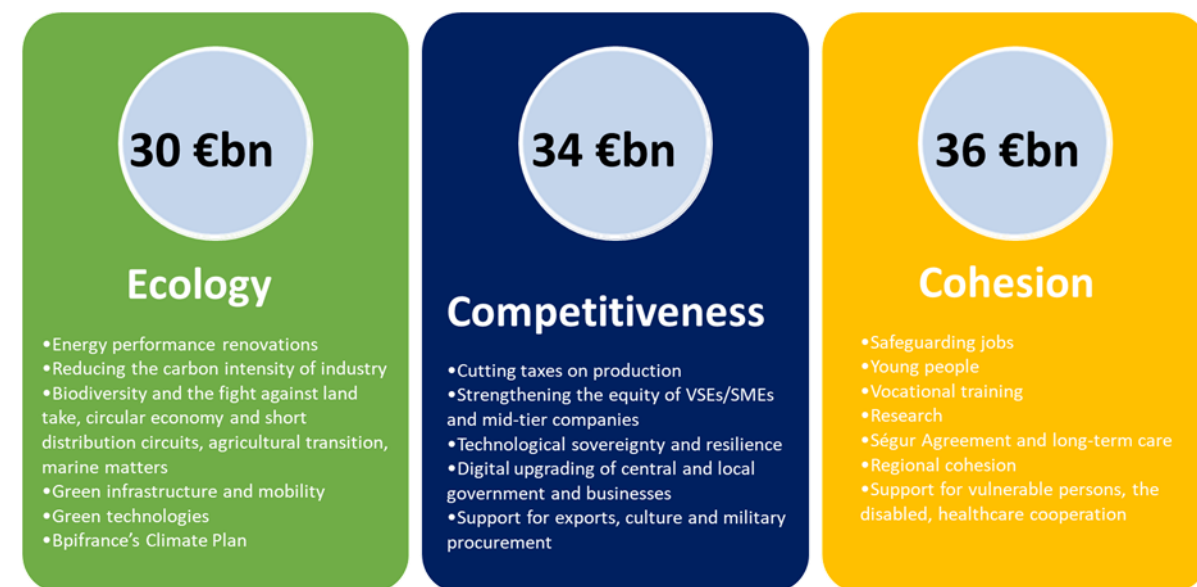 30 €bn
Ecology
•Energy performance renovations
•Reducing the carbon intensity of industry
•Biodiversity and the fight against land
take, circular economy and short
distribution circuits, agricultural transition,
marine matters
•Green infrastructure and mobility
•Green technologies
•Bpifrance's Climate Plan
34 €bn
Competitiveness
•Cutting taxes on production
•Strengthening the equity of VSEs/SMEs
and mid-tier companies
•Technological sovereignty and resilience
•Digital upgrading of central and local
government and businesses
•Support for exports, culture and military
procurement
36 €bn
Cohesion
•Safeguarding jobs
•Young people
•Vocational training
•Research
•Ségur Agreement and long-term care
•Regional cohesion
•Support for vulnerable persons, the
disabled, healthcare cooperation